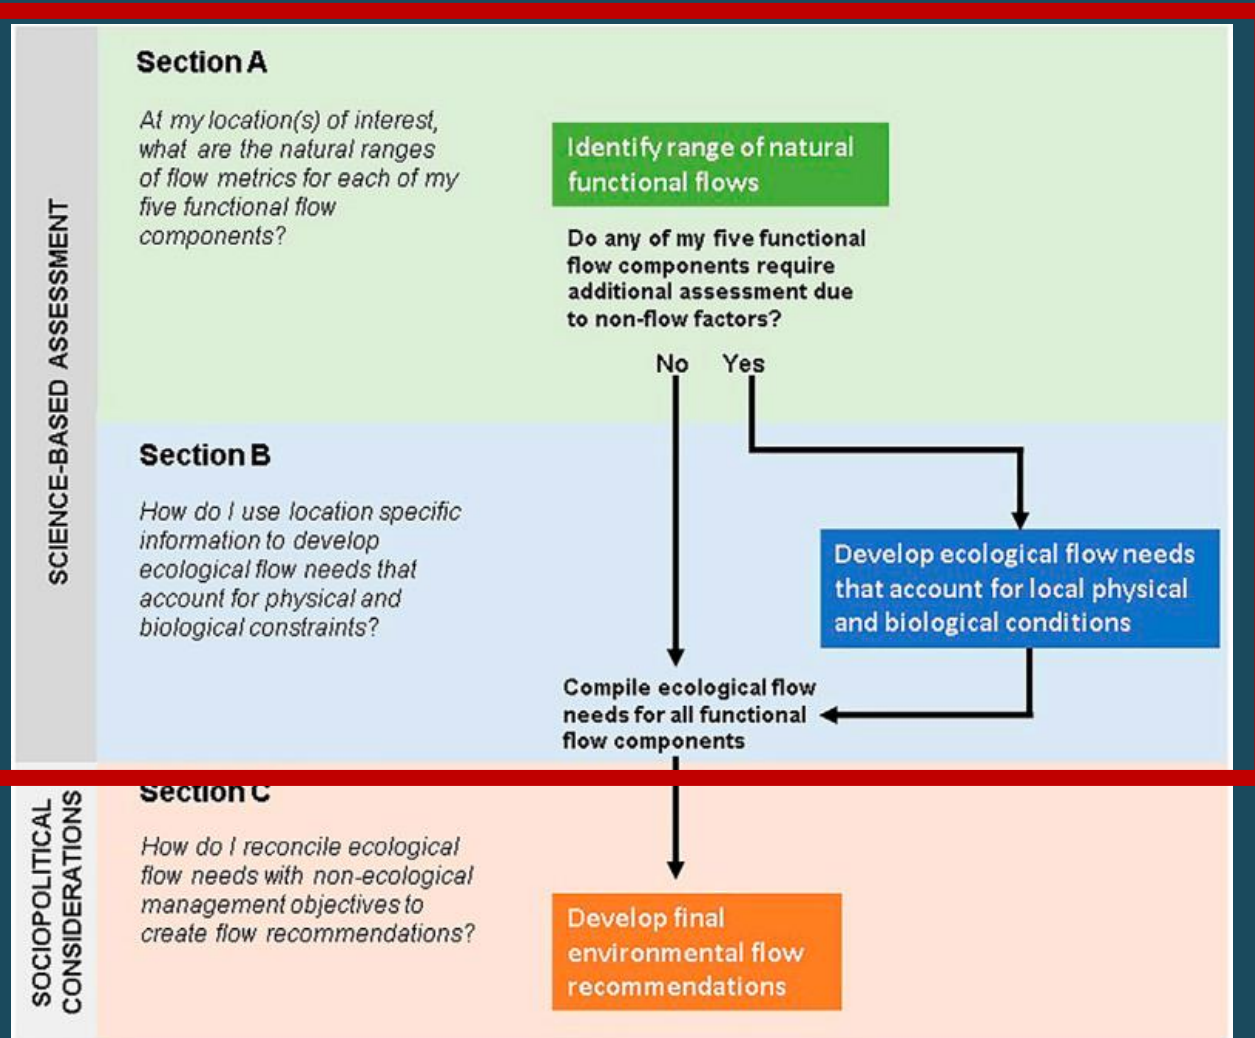 SCIENCE-BASED ASSESSMENT
Section A
At my location(s) of interest,
what are the natural ranges
of flow metrics for each of my
five functional flow
components?
Identify range of natural
functional flows
Do any of my five functional
flow components require
additional assessment due
to non-flow factors?
No Yes
Section B
How do I use location specific
information to develop
ecological flow needs that
account for physical and
biological constraints?
Develop ecological flow needs
that account for local physical
and biological conditions
Compile ecological flow
needs for all functional
flow components
SOCIOPOLITICAL
CONSIDERATIONS
Section C
How do I reconcile ecological
flow needs with non-ecological
management objectives to
create flow recommendations?
Develop final
environmental flow
recommendations